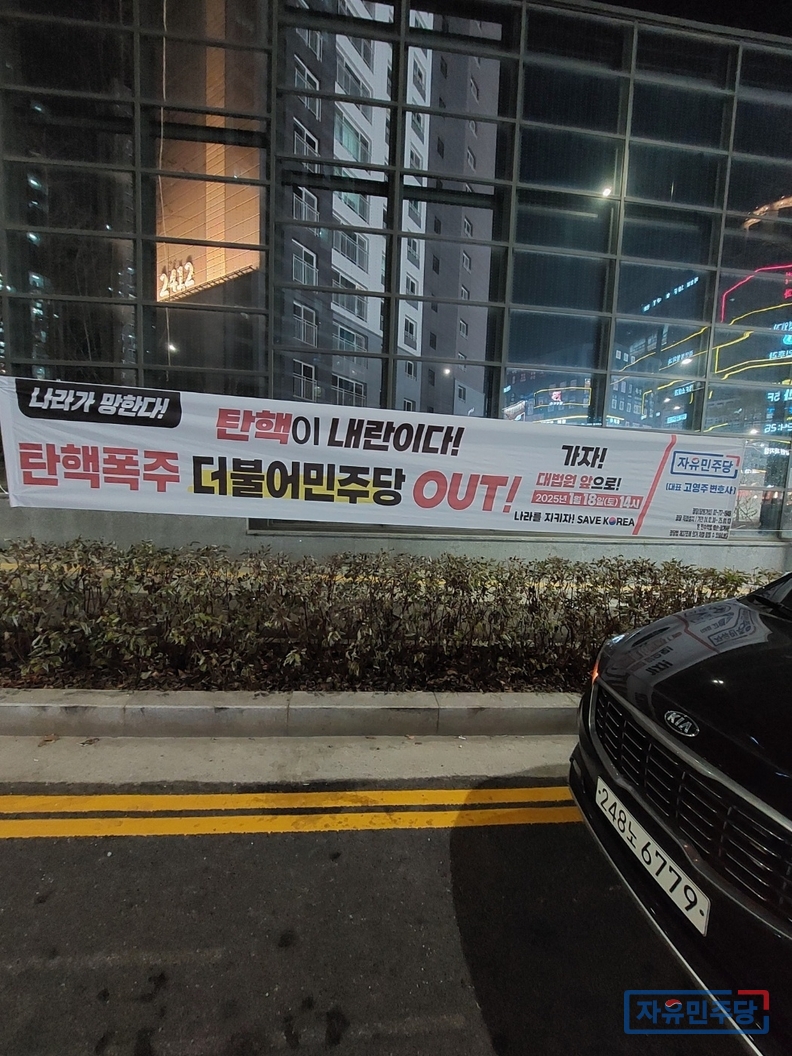 2412
나라가 망한다!
탄핵이 내란이다!
탄핵폭주 더불어민주당 OUT!
가자!
대법원 앞으로!
2025년 1월 18일(토) 14시
나라를 지키자! SAVE KOREA
자유민주당
(대표 고영주 변호사)
KIA
248노 6779
자유민주당